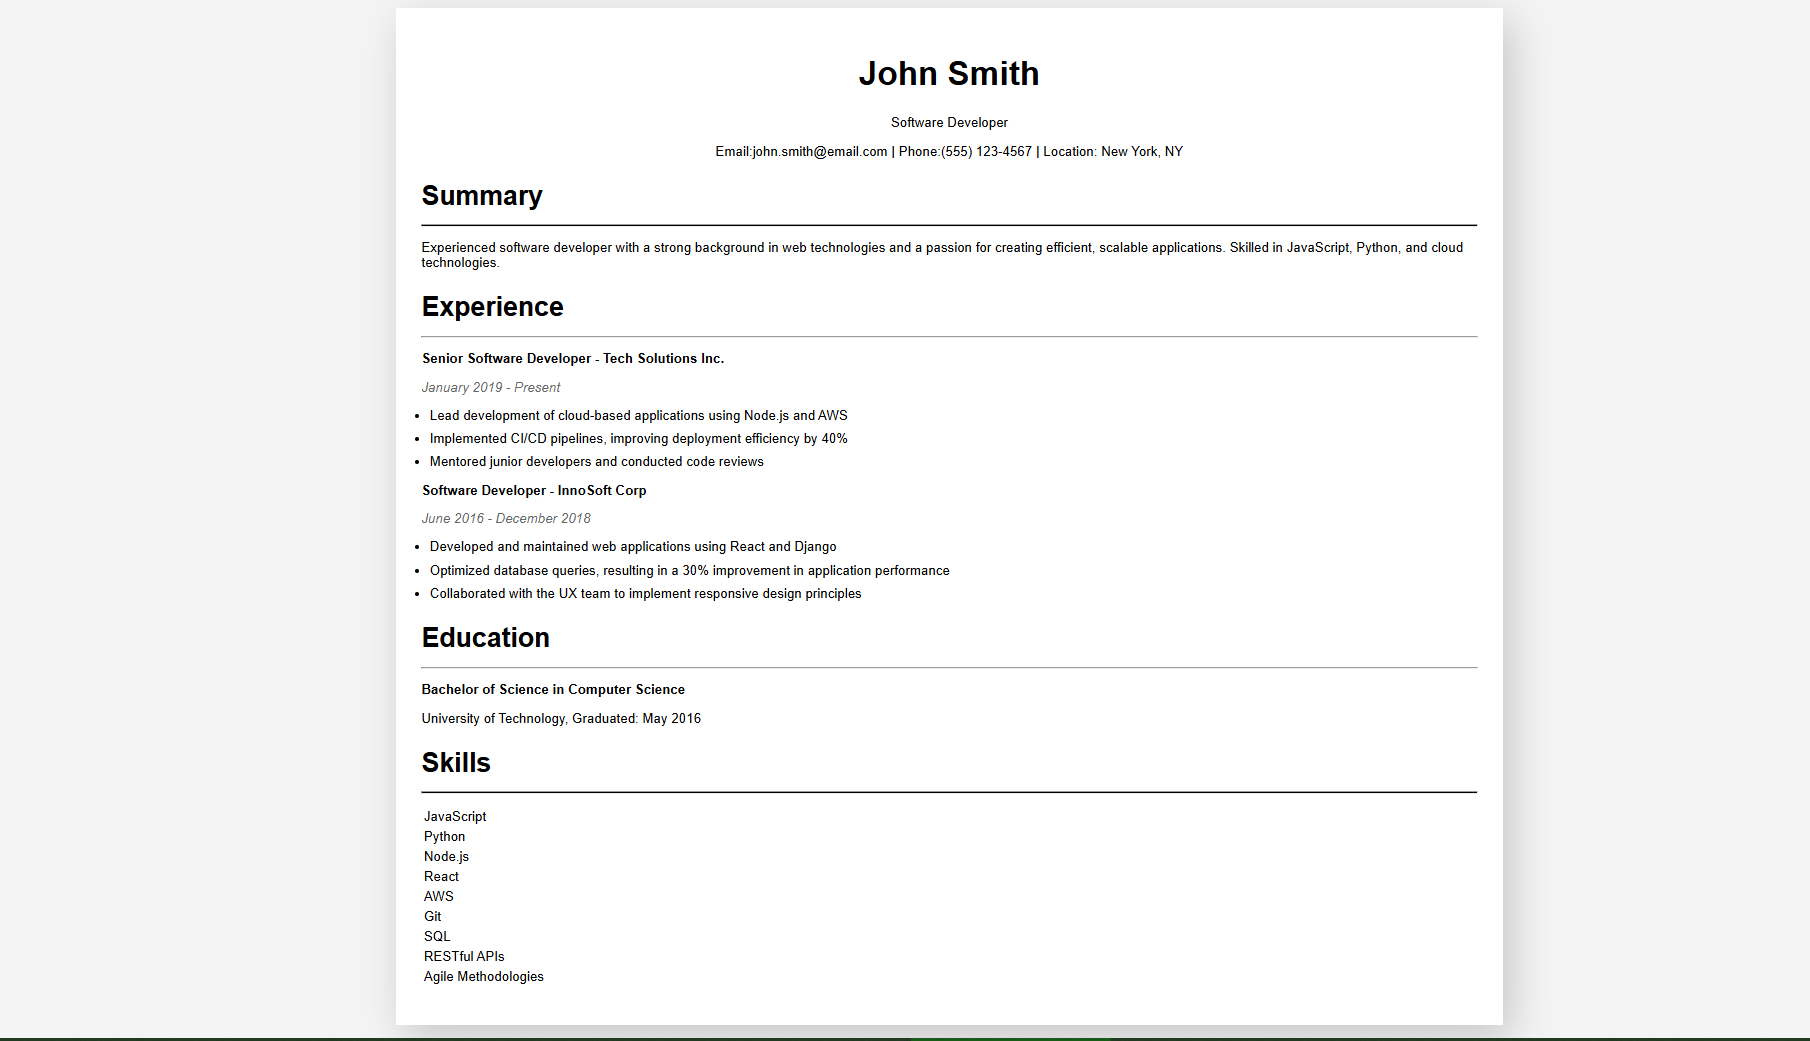 John Smith
Software Developer
Email:john.smith@email.com | Phone:(555) 123-4567 | Location: New York, NY
Summary
Experienced software developer with a strong background in web technologies and a passion for creating efficient, scalable applications. Skilled in JavaScript, Python, and cloud
technologies.
Experience
Senior Software Developer - Tech Solutions Inc.
January 2019 - Present
• Lead development of cloud-based applications using Node.js and AWS
• Implemented CI/CD pipelines, improving deployment efficiency by 40%
• Mentored junior developers and conducted code reviews
Software Developer - InnoSoft Corp
June 2016 - December 2018
• Developed and maintained web applications using React and Django
• Optimized database queries, resulting in a 30% improvement in application performance
• Collaborated with the UX team to implement responsive design principles
Education
Bachelor of Science in Computer Science
University of Technology, Graduated: May 2016
Skills
JavaScript
Python
Node.js
React
AWS
Git
SQL
RESTful APIs
Agile Methodologies